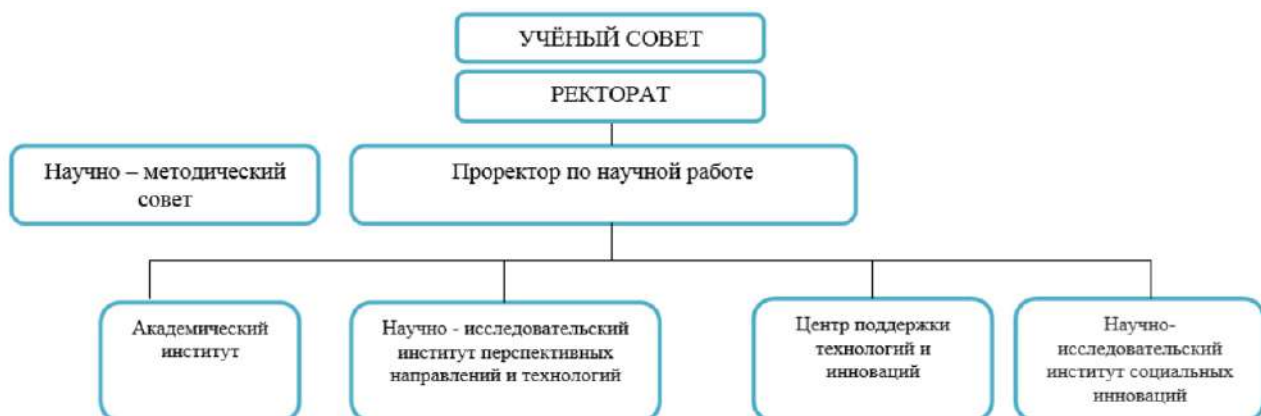 УЧЁНЫЙ СОВЕТ
РЕКТОРАТ
Научно – методический
совет
Проректор по научной работе
Академический
институт
Научно - исследовательский
институт перспективных
направлений и технологий
Центр поддержки
технологий и
инноваций
Научно-
исследовательский
институт социальных
инноваций